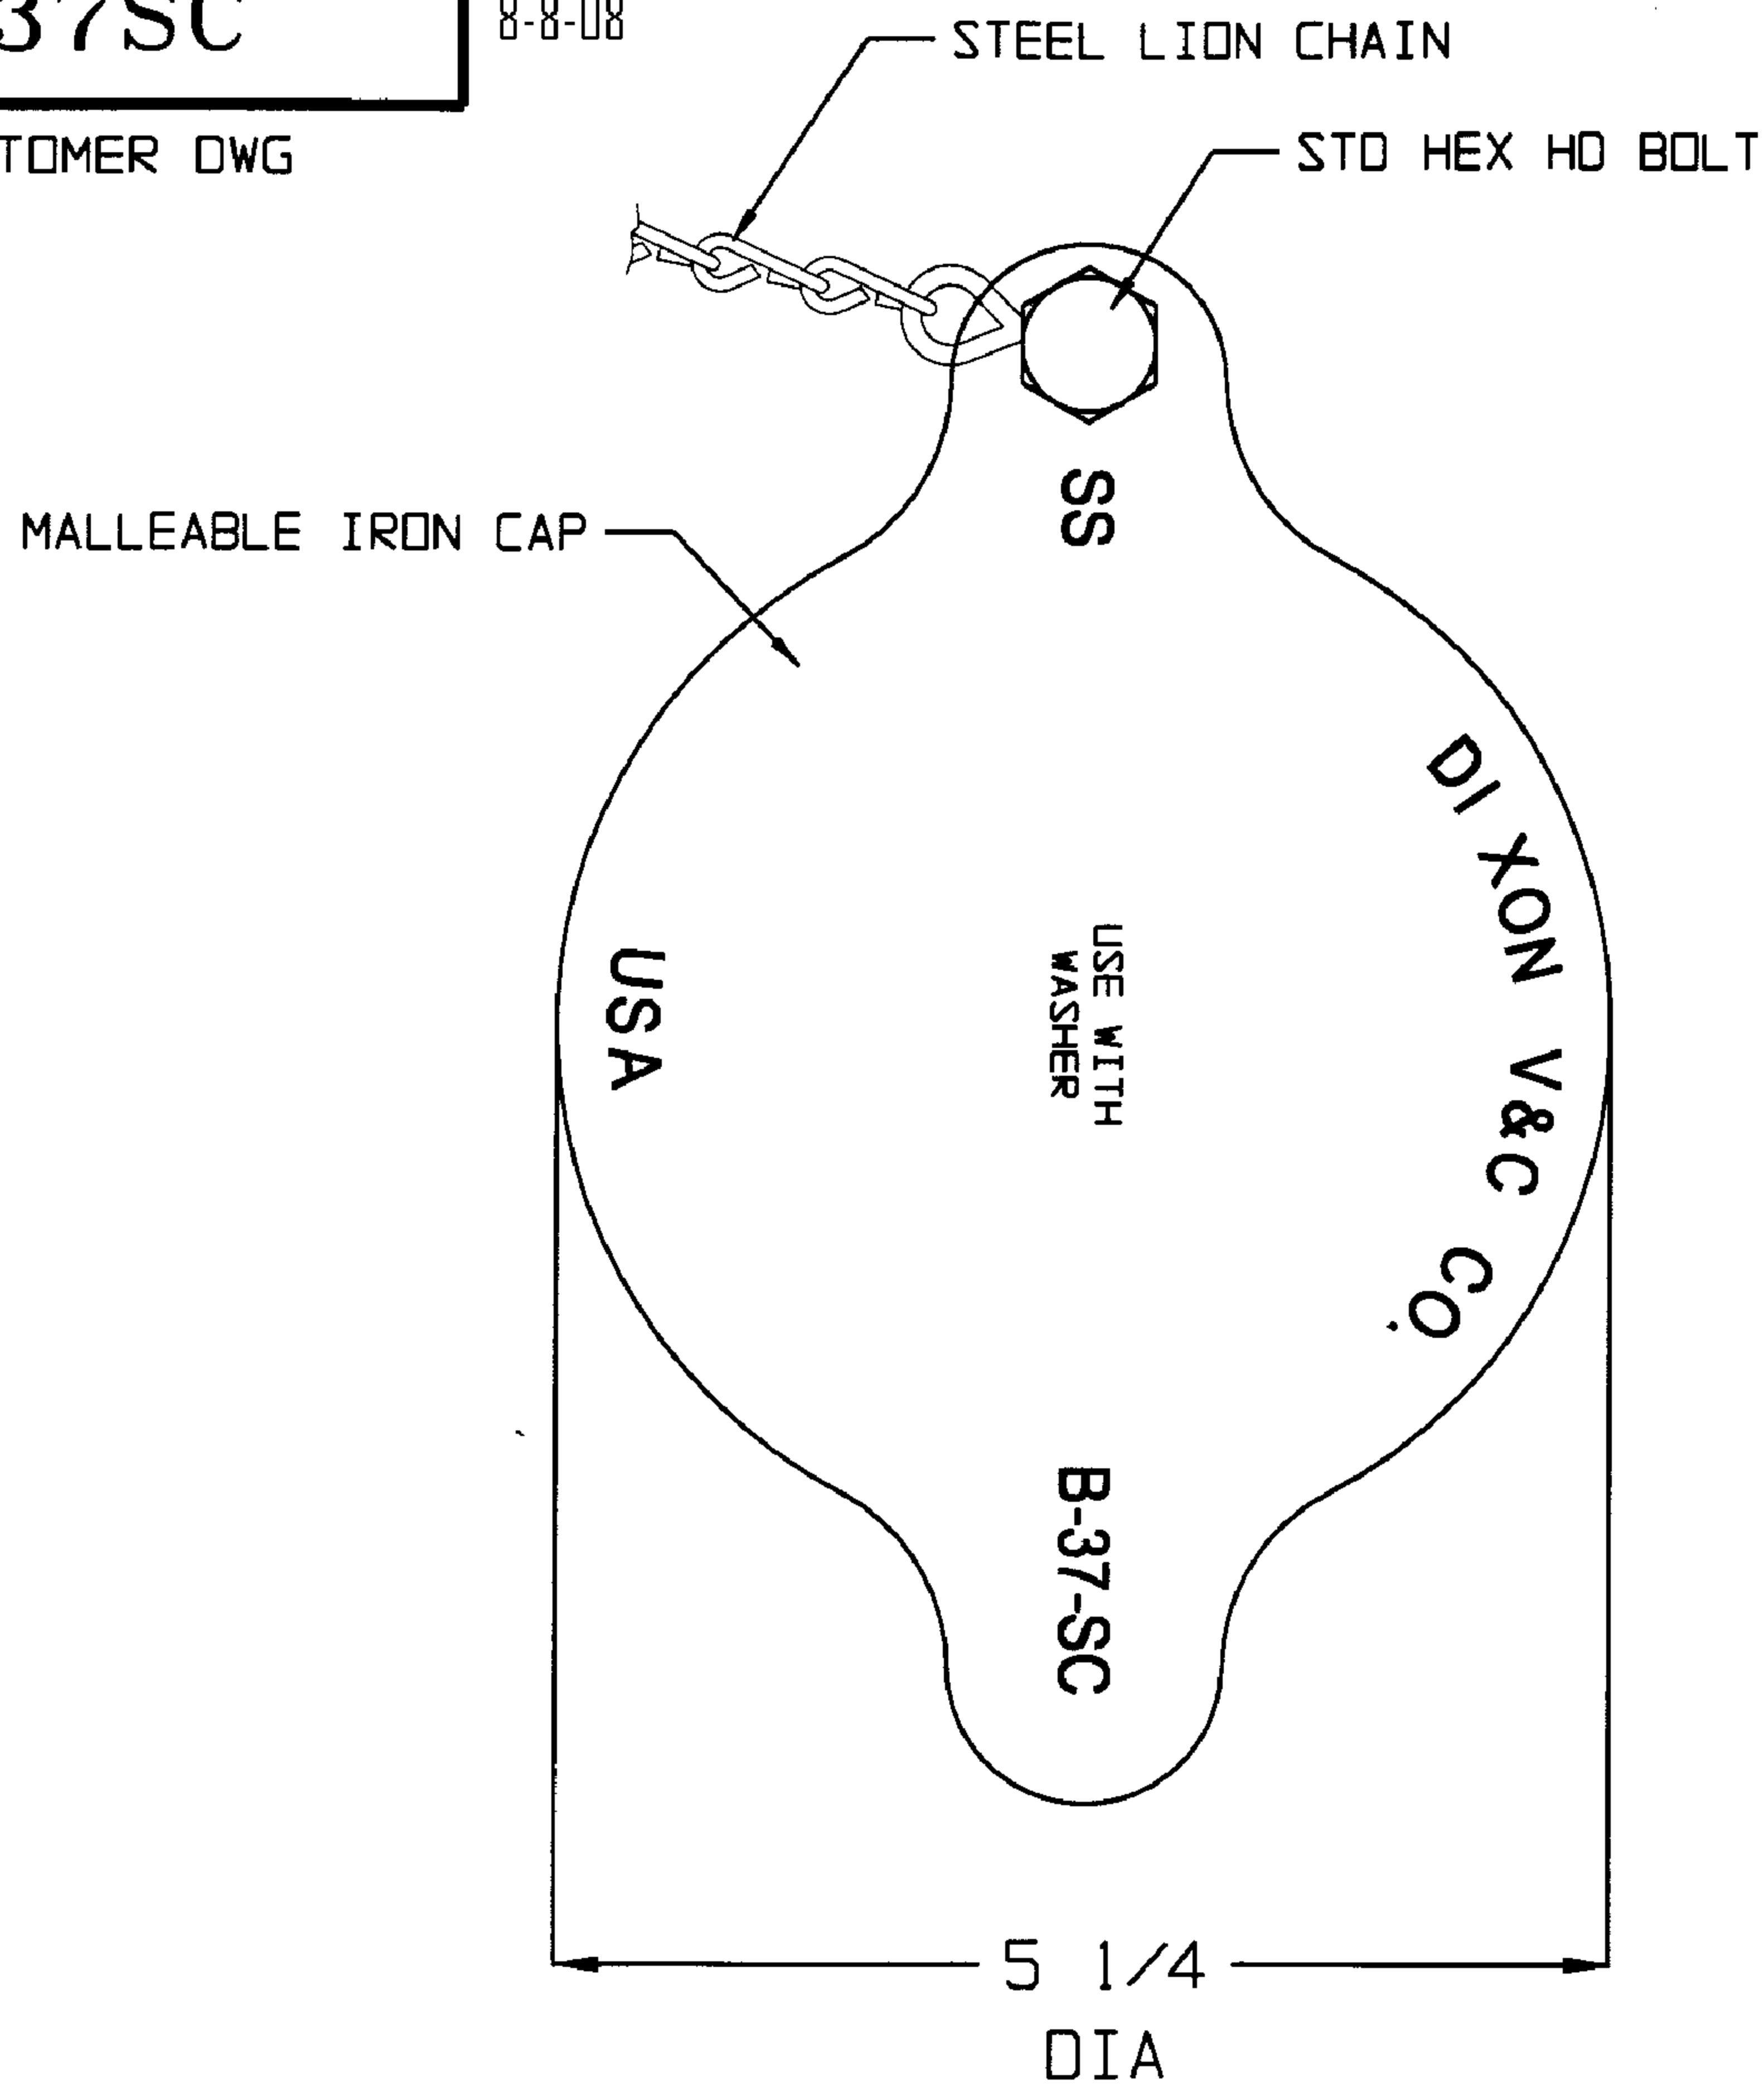 37SC
8-8-08
STEEL LION CHAIN
TOMER DWG
STD HEX HD BOLT
SS
MALLEABLE IRON CAP
DIXON V&C CO.
USE WITH
WASHER
USA
B-37-SC
5 1/4
DIA